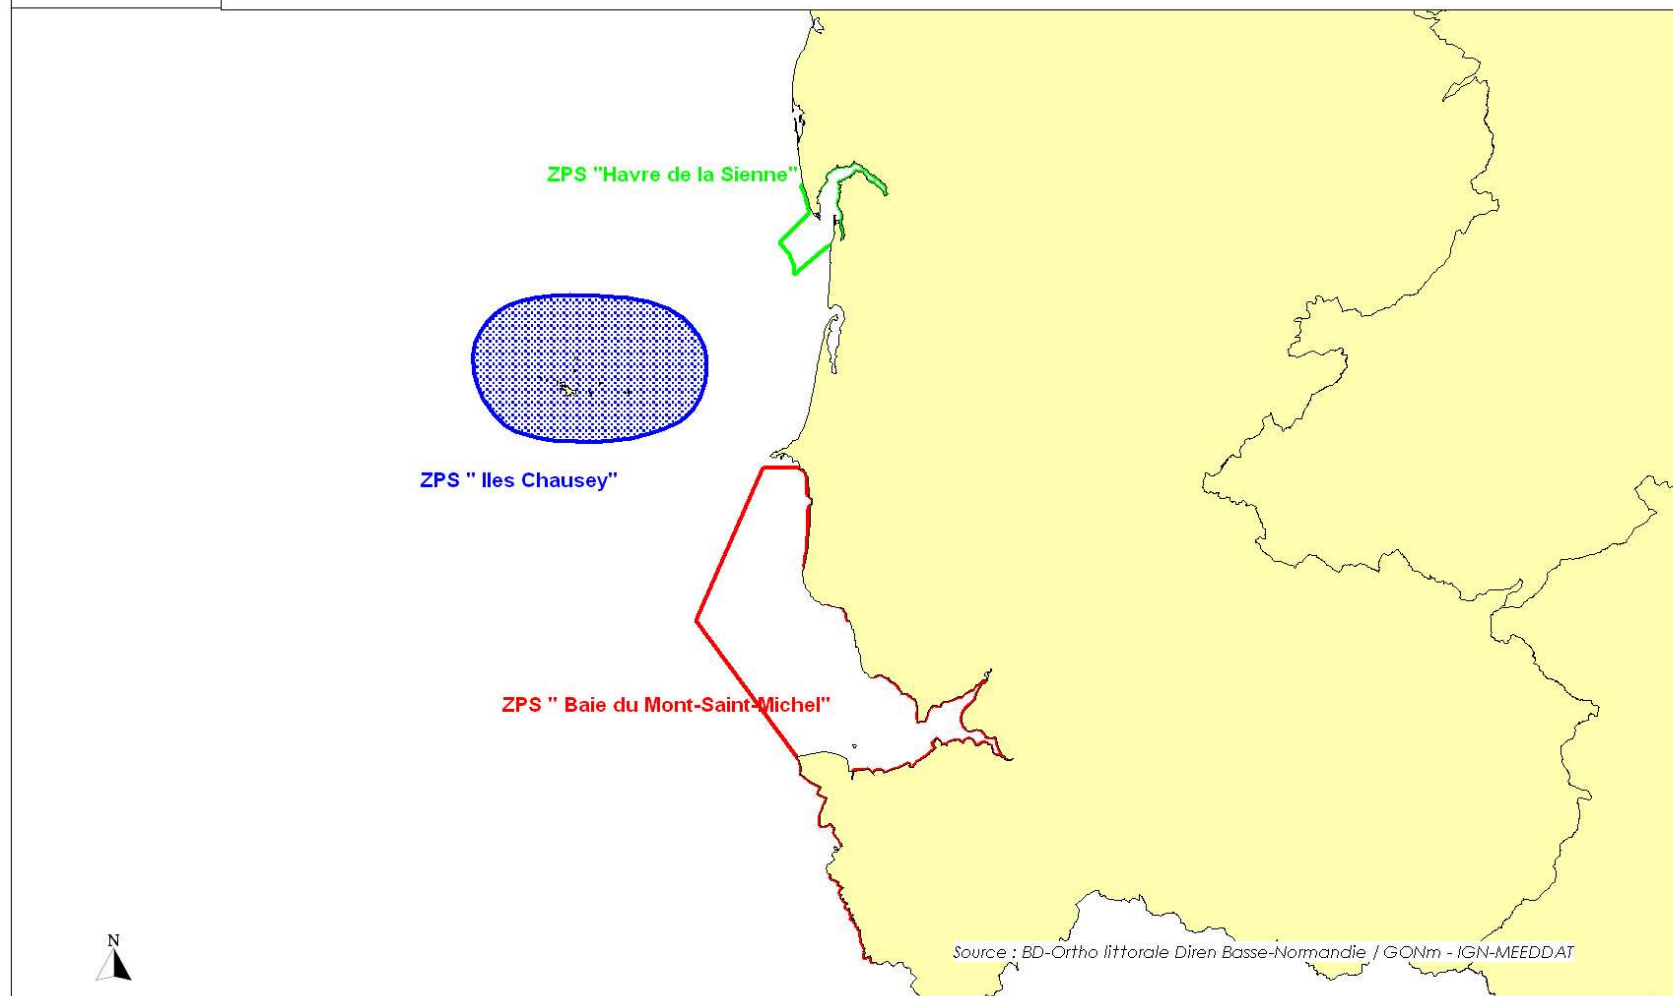 ZPS "Havre de la Sienne"
ZPS " Iles Chausey"
ZPS " Baie du Mont-Saint-Michel"
N
Source : BD-Ortho littorale Diren Basse-Normandie / GONm - IGN-MEEDDAT